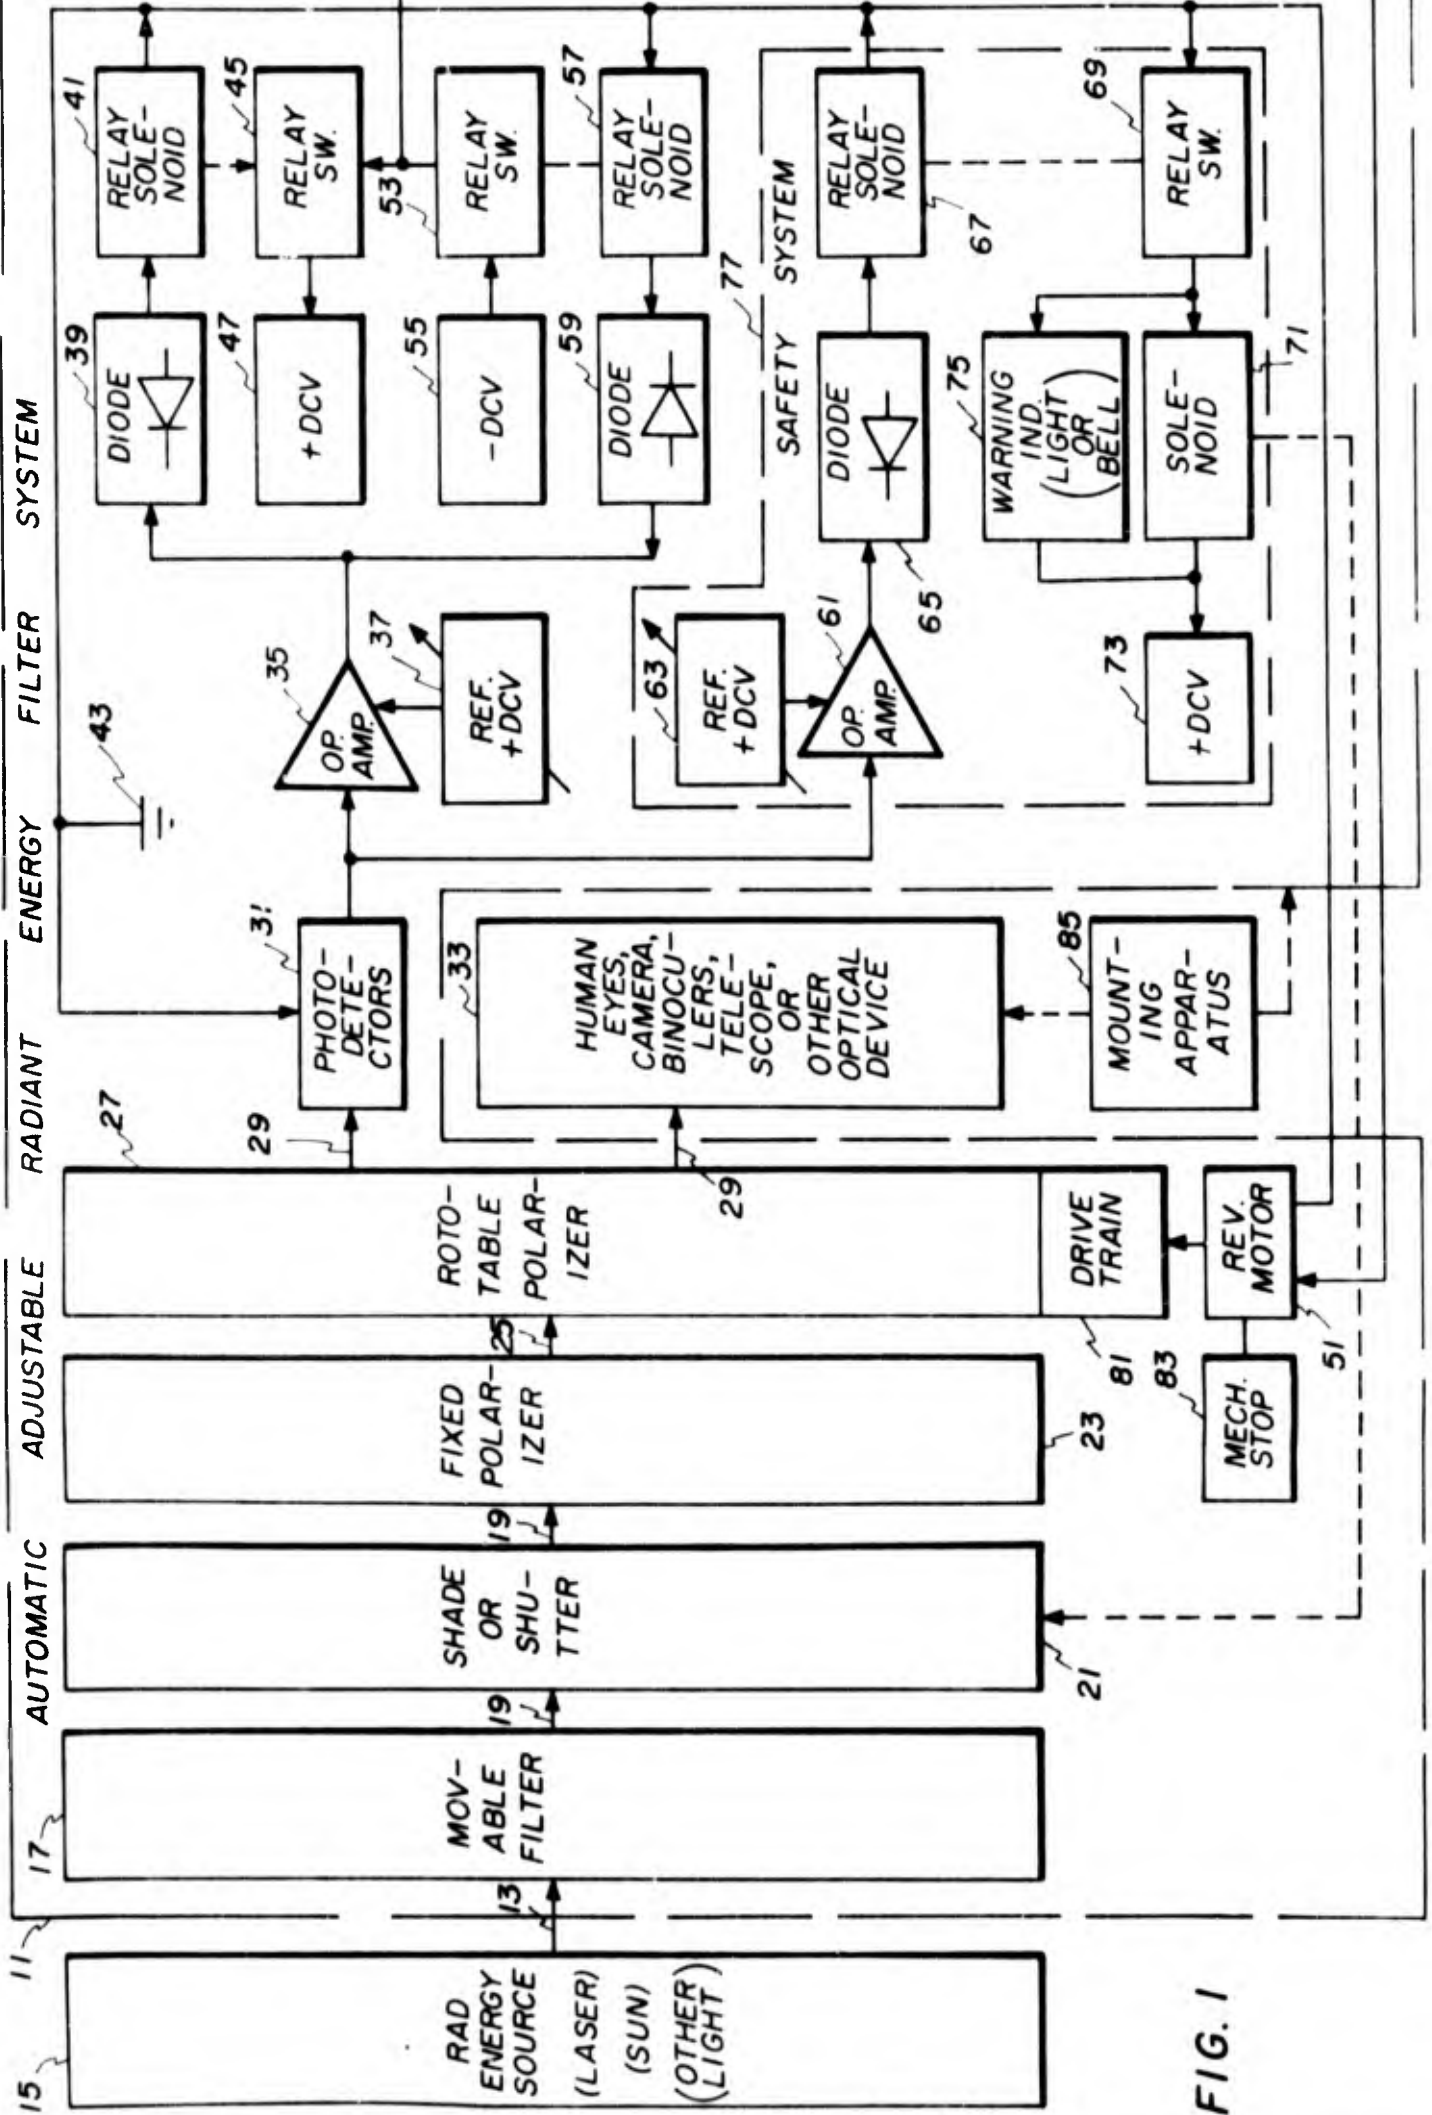 AUTOMATIC ADJUSTABLE RADIANT ENERGY FILTER SYSTEM
11
15
RAD
ENERGY
SOURCE
(LASER)
(SUN)
(OTHER
LIGHT)
13
17
MOV-
ABLE
FILTER
19
SHADE
OR
SHU-
TTER
21
19
FIXED
POLAR-
IZER
23
25
ROTO-
TABLE
POLAR-
IZER
27
DRIVE
TRAIN
81
REV.
MOTOR
51
MECH.
STOP
83
29
29
PHOTO-
DETE-
CTORS
31
33
HUMAN
EYES,
CAMERA,
BINOCU-
LERS,
TELE-
SCOPE,
OR
OTHER
OPTICAL
DEVICE
85
MOUNT-
ING
APPAR-
ATUS
43
35
OP.
AMP.
37
REF.
+DCV
39
DIODE
41
RELAY
SOLE-
NOID
45
RELAY
SW.
47
+DCV
53
RELAY
SW.
55
-DCV
57
RELAY
SOLE-
NOID
59
DIODE
SAFETY SYSTEM
77
63
REF.
+DCV
61
OP.
AMP.
65
DIODE
67
RELAY
SOLE-
NOID
69
RELAY
SW.
75
WARNING
IND.
(LIGHT
OR
BELL)
71
SOLE-
NOID
73
+DCV
FIG. 1